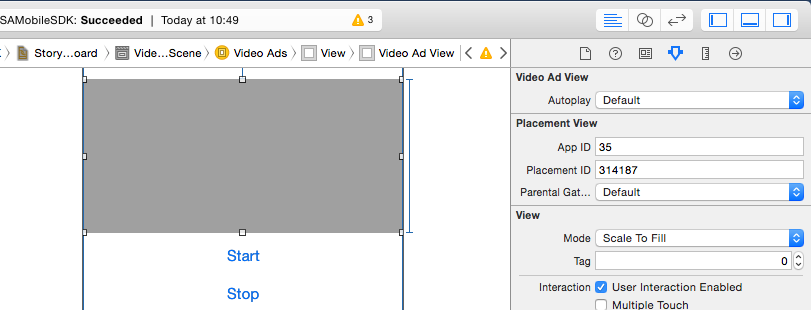 SAMobileSDK: Succeeded | Today at 10:49 3
Story...oard Vide...Scene Video Ads View Video Ad View
Video Ad View
Autoplay Default
Placement View
App ID 35
Placement ID 314187
Parental Gat... Default
View
Mode Scale To Fill
Tag 0
Interaction User Interaction Enabled
Multiple Touch
Start
Stop